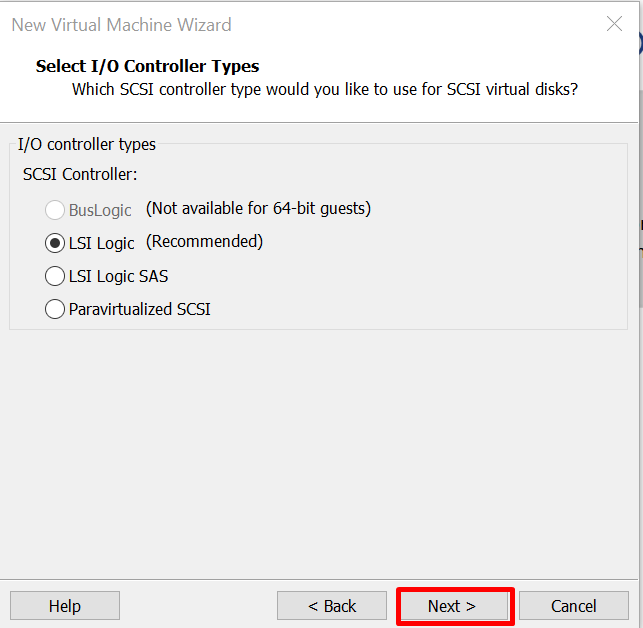 New Virtual Machine Wizard
Select I/O Controller Types
Which SCSI controller type would you like to use for SCSI virtual disks?
I/O controller types
SCSI Controller:
BusLogic (Not available for 64-bit guests)
LSI Logic (Recommended)
LSI Logic SAS
Paravirtualized SCSI
Help < Back Next > Cancel